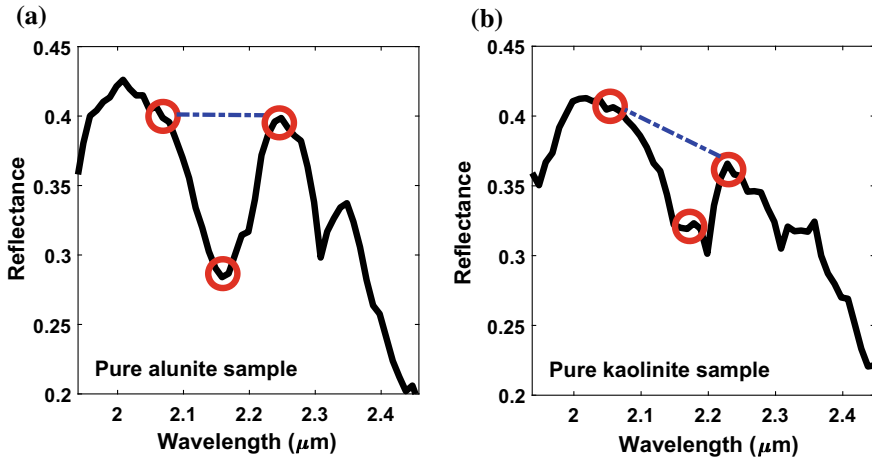 (a)
0.45
0.4
0.35
0.3
0.25
0.2
Reflectance
Pure alunite sample
2
2.1
2.2
2.3
2.4
Wavelength (μm)
(b)
0.45
0.4
0.35
0.3
0.25
0.2
Reflectance
Pure kaolinite sample
2
2.1
2.2
2.3
2.4
Wavelength (μm)